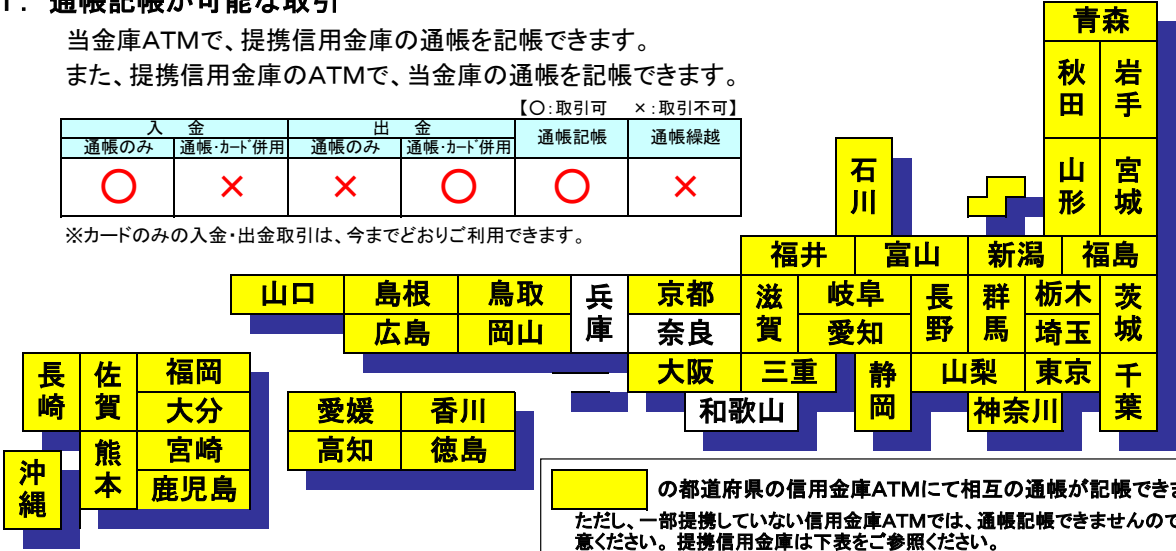 1. 通帳記帳が可能な取引
当金庫ATMで、提携信用金庫の通帳を記帳できます。
また、提携信用金庫のATMで、当金庫の通帳を記帳できます。
【○:取引可 ×:取引不可】
入 金 出 金 通帳記帳 通帳繰越
通帳のみ 通帳・カード併用 通帳のみ 通帳・カード併用
○ × × ○ ○ ×
※カードのみの入金・出金取引は、今までどおりご利用できます。
青森
秋田 岩手
石川 山形 宮城
福井 富山 新潟 福島
山口 島根 鳥取 兵庫 京都 滋賀 岐阜 長野 群馬 栃木 茨城
広島 岡山 奈良 愛知 埼玉
長崎 佐賀 福岡 大阪 三重 静岡 山梨 東京 千葉
大分 愛媛 香川 和歌山 神奈川
熊本 宮崎 高知 徳島
沖縄 鹿児島
の都道府県の信用金庫ATMにて相互の通帳が記帳できま
ただし、一部提携していない信用金庫ATMでは、通帳記帳できませんので
意ください。提携信用金庫は下表をご参照ください。